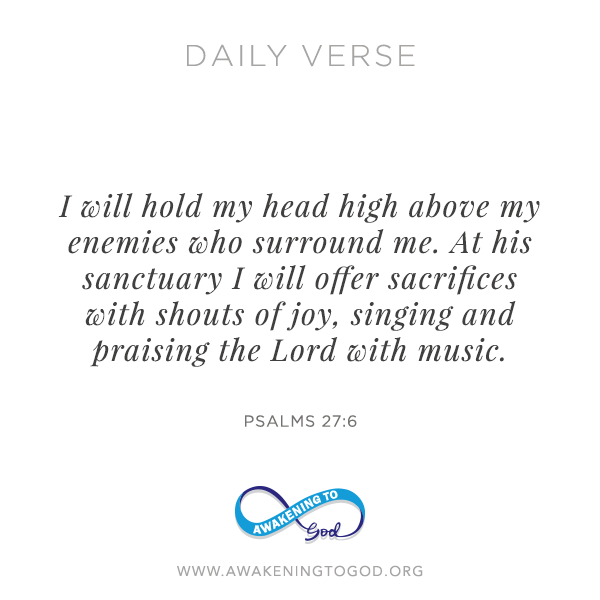 DAILY VERSE
I will hold my head high above my
enemies who surround me. At his
sanctuary I will offer sacrifices
with shouts of joy, singing and
praising the Lord with music.
PSALMS 27:6
AWAKENING TO
God
WWW.AWAKENINGTOGOD.ORG